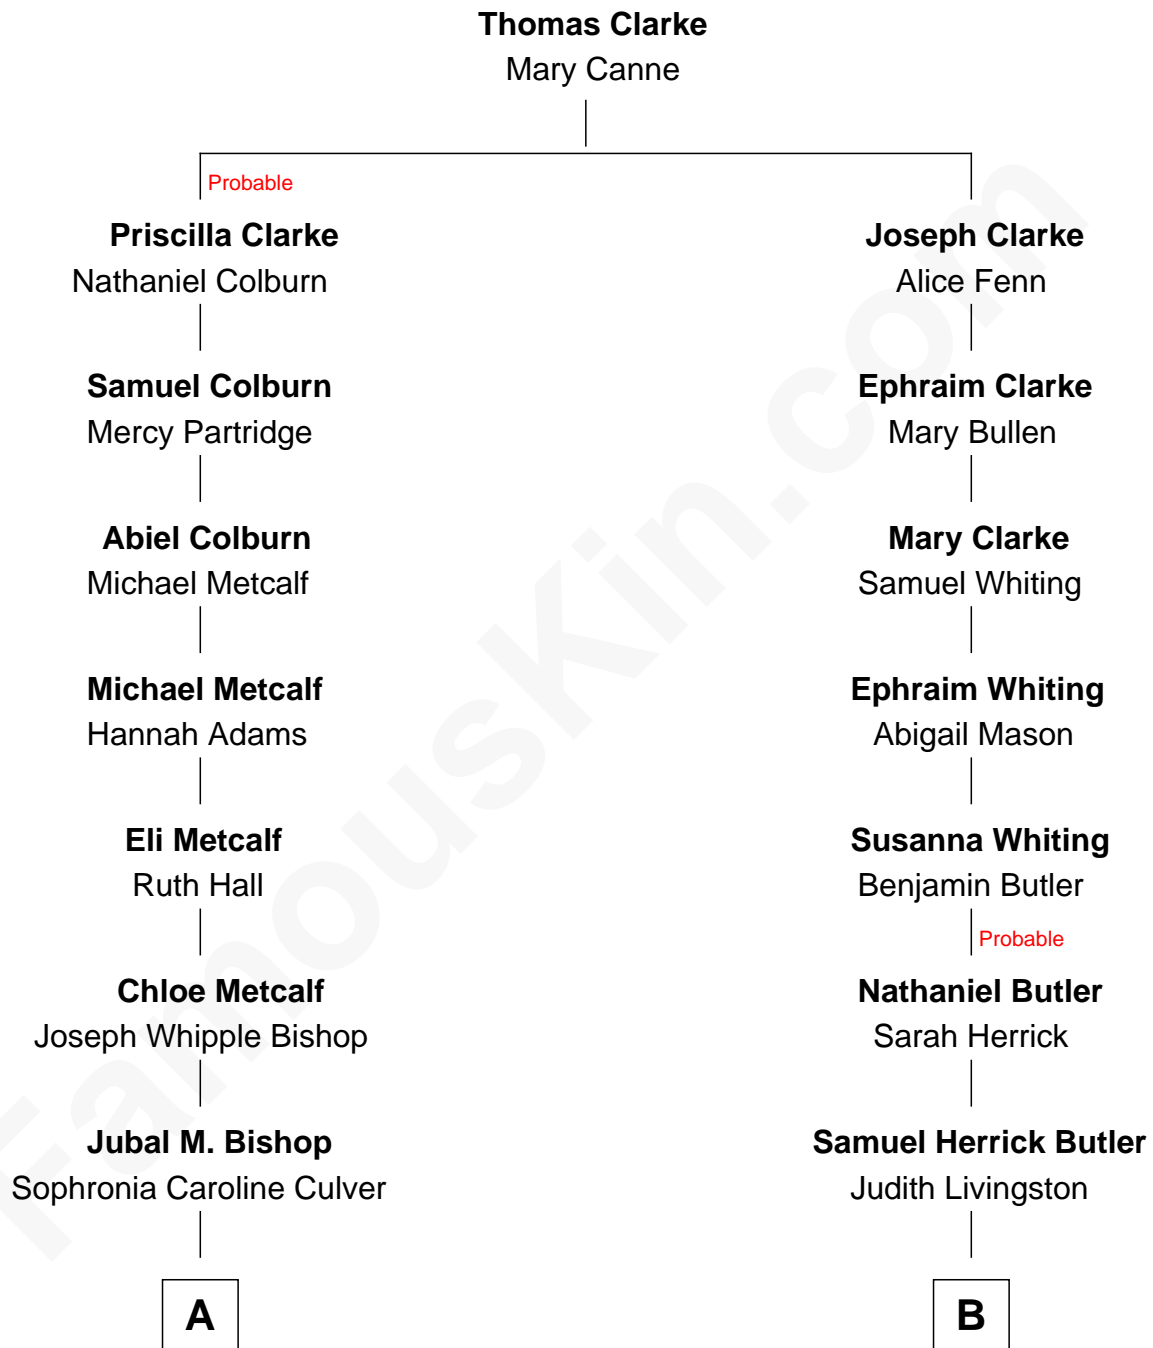 Thomas Clarke
Mary Canne
Probable
Priscilla Clarke
Nathaniel Colburn
Joseph Clarke
Alice Fenn
Samuel Colburn
Mercy Partridge
Ephraim Clarke
Mary Bullen
Abiel Colburn
Michael Metcalf
Mary Clarke
Samuel Whiting
Michael Metcalf
Hannah Adams
Ephraim Whiting
Abigail Mason
Eli Metcalf
Ruth Hall
Susanna Whiting
Benjamin Butler
Probable
Chloe Metcalf
Joseph Whipple Bishop
Nathaniel Butler
Sarah Herrick
Jubal M. Bishop
Sophronia Caroline Culver
Samuel Herrick Butler
Judith Livingston
A
B
FamousKin.com